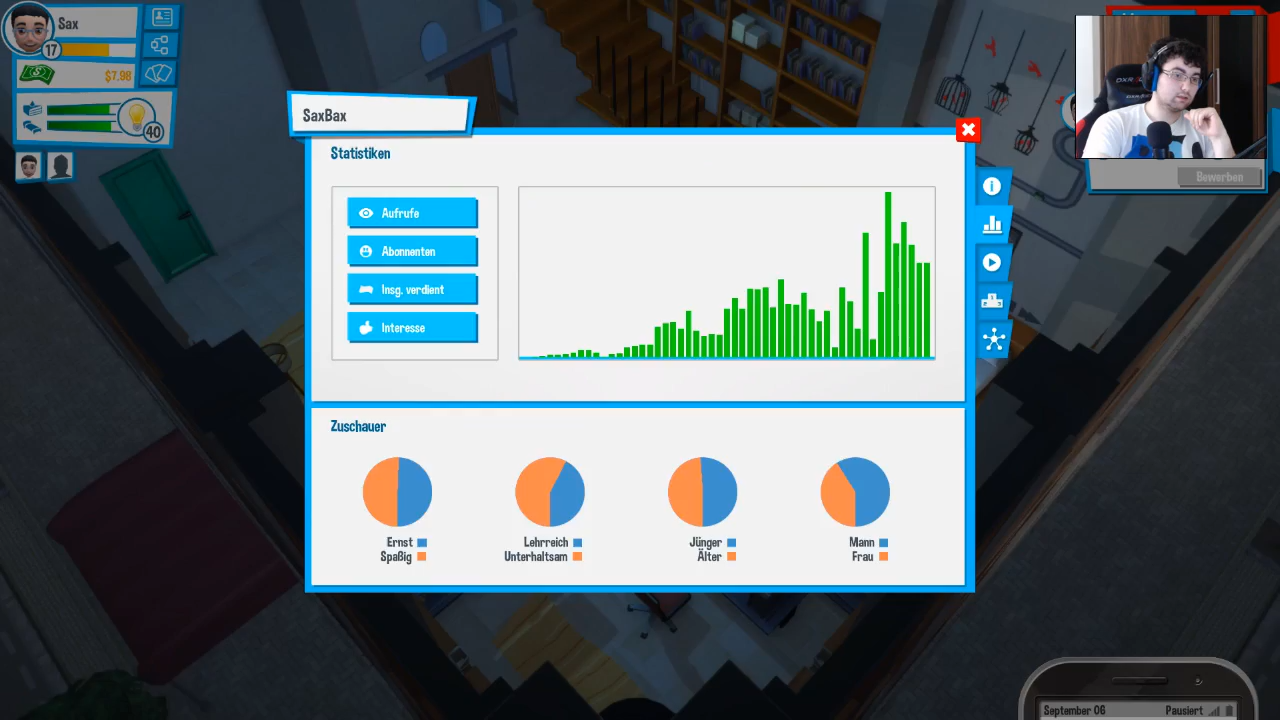 Sax
17
$7.98
40
SaxBax
Statistiken
Aufrufe
Abonnenten
Insg. verdient
Interesse
Zuschauer
Ernst
Spaßig
Lehrreich
Unterhaltsam
Jünger
Älter
Mann
Frau
Bewerben
September 06
Pausiert